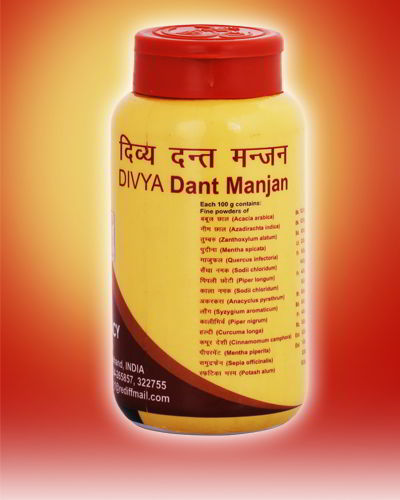 दिव्य दन्त मन्जन
DIVYA Dant Manjan
Each 100 g contains:
Fine powders of
बबूल छाल (Acacia arabica)
नीम छाल (Azadirachta indica)
तुम्बरु (Zanthoxylum alatum)
पुदीना (Mentha spicata)
माजुफल (Quercus infectoria)
सैंधा नमक (Sodii chloridum)
पिपली छोटी (Piper longum)
काला नमक (Sodii chloridum)
अकरकरा (Anacyclus pyrathrum)
लौंग (Syzygium aromaticum)
कालीमिर्च (Piper nigrum)
हल्दी (Curcuma longa)
कपूर देशी (Cinnamomum camphora)
पीपरमेंट (Mentha piperita)
समुद्रफेन (Sepia officinalis)
स्फटिका भस्म (Potash alum)
CY
INDIA
322755
rediffmail.com